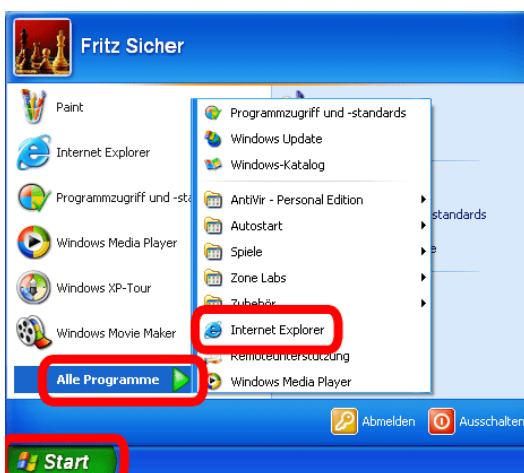 Fritz Sicher
Paint
Internet Explorer
Programmzugriff und -sta
Windows Media Player
Windows XP-Tour
Windows Movie Maker
Alle Programme
Programmzugriff und -standards
Windows Update
Windows-Katalog
AntiVir - Personal Edition
Autostart
Spiele
Zone Labs
Zubehör
Internet Explorer
Remoteunterstützung
Windows Media Player
standards
e
Abmelden
Ausschalten
Start